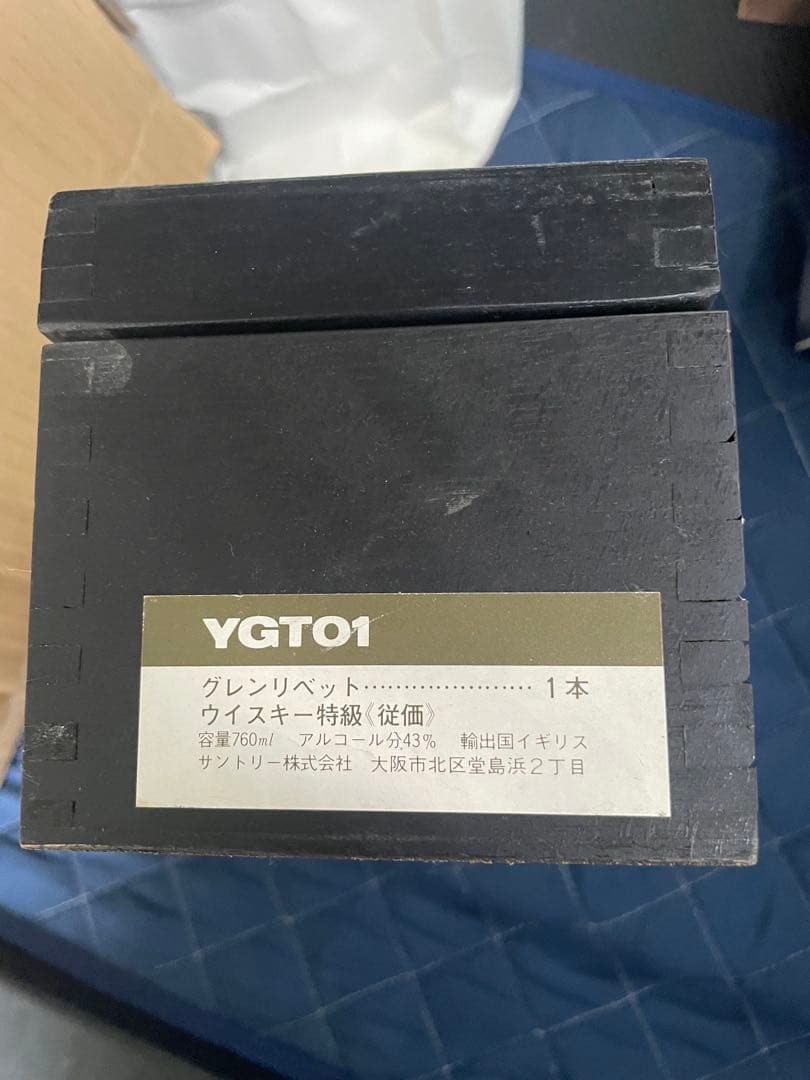 YGT01
グレンリベット…………………1本
ウイスキー特級《従価》
容量760ml アルコール分43% 輸出国イギリス
サントリー株式会社 大阪市北区堂島浜2丁目